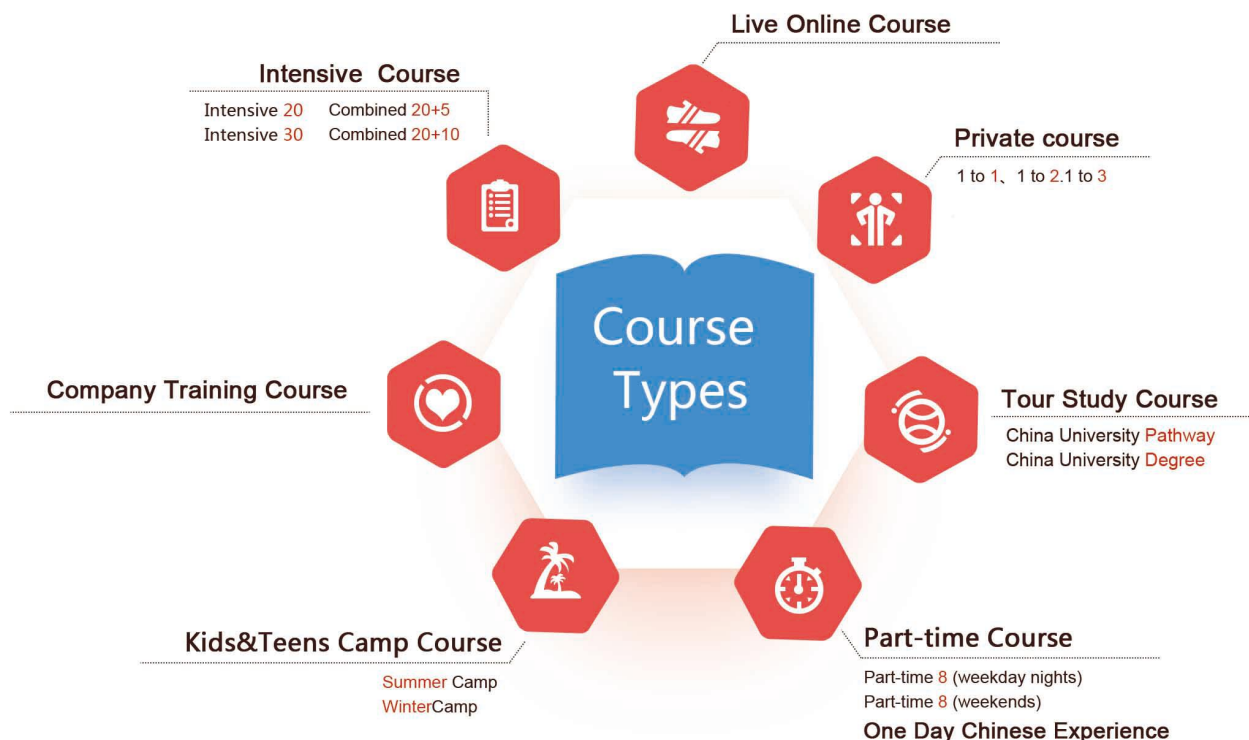 Live Online Course
Intensive Course
Intensive 20 Combined 20+5
Intensive 30 Combined 20+10
Private course
1 to 1、1 to 2.1 to 3
Course
Types
Company Training Course
Tour Study Course
China University Pathway
China University Degree
Kids&Teens Camp Course
Summer Camp
WinterCamp
Part-time Course
Part-time 8 (weekday nights)
Part-time 8 (weekends)
One Day Chinese Experience